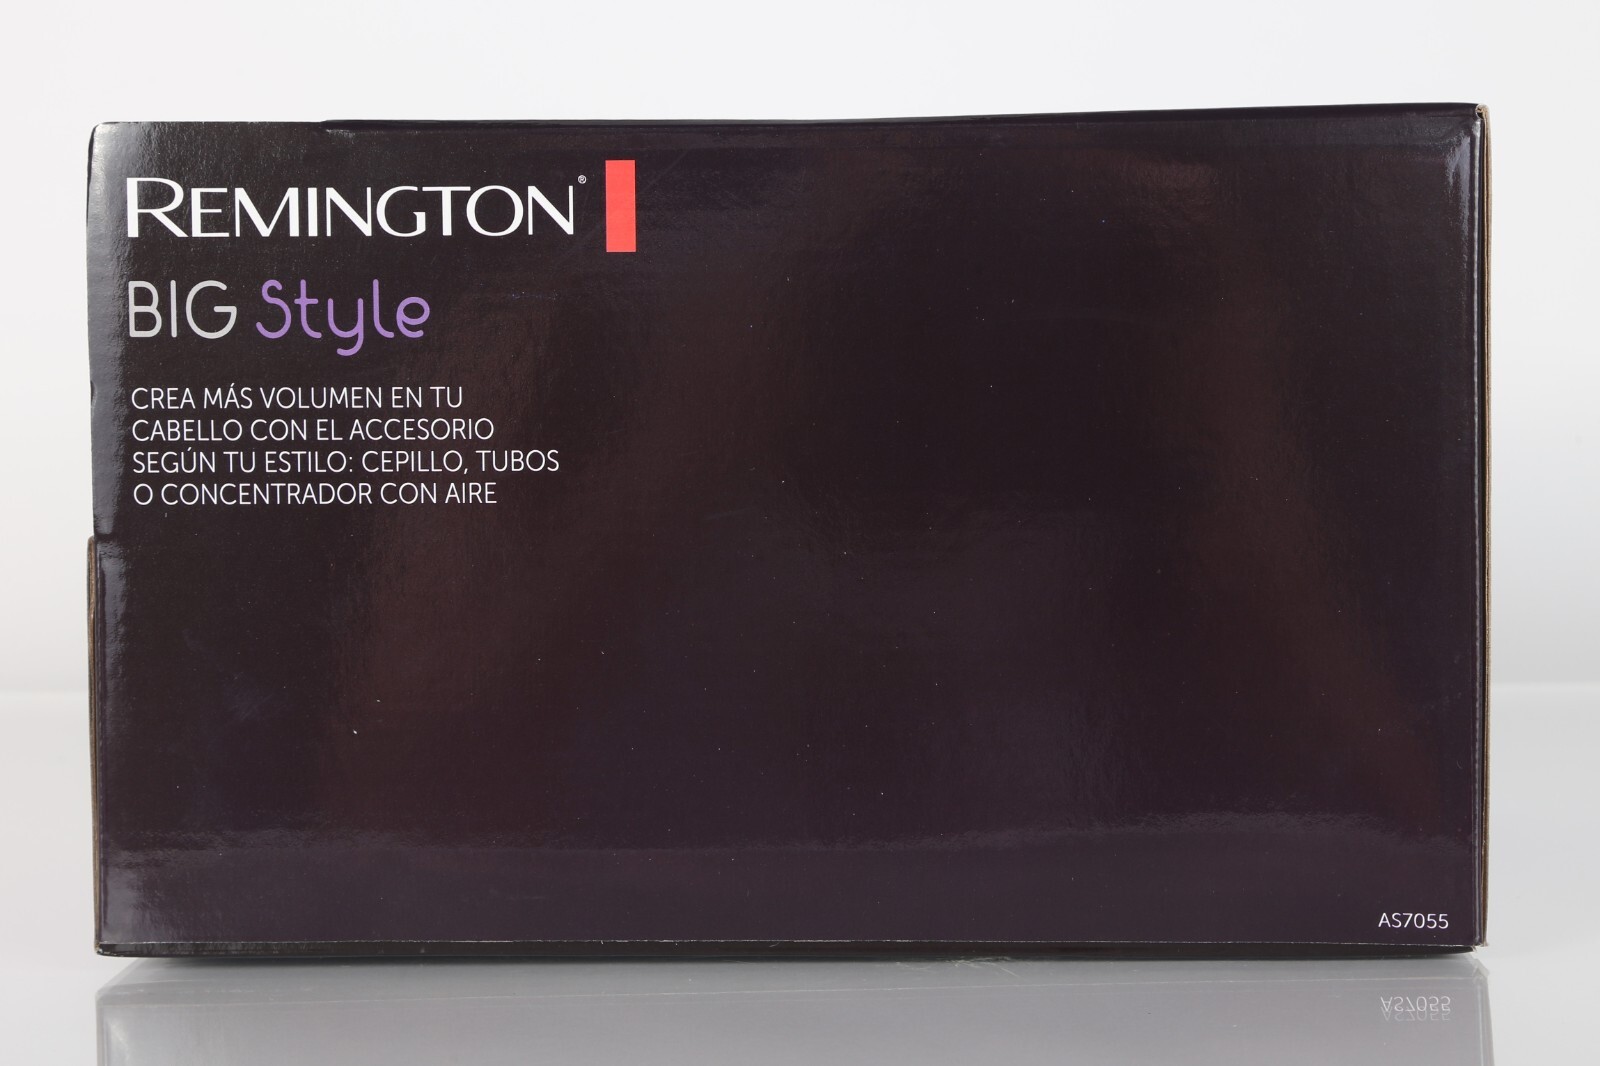 REMINGTON®
BIG Style
CREA MÁS VOLUMEN EN TU
CABELLO CON EL ACCESORIO
SEGÚN TU ESTILO: CEPILLO, TUBOS
O CONCENTRADOR CON AIRE
AS7055